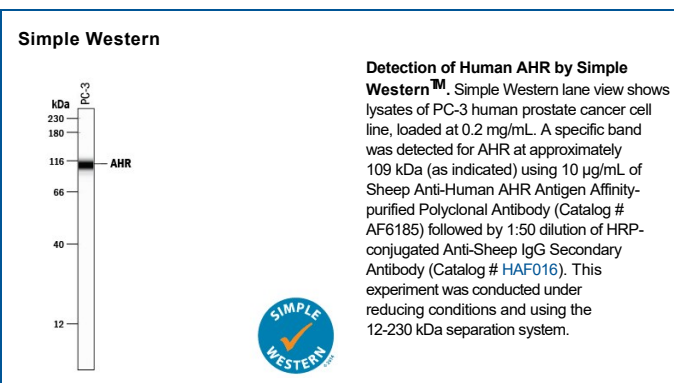 Simple Western
kDa
PC-3
230
180
116
AHR
66
40
12
SIMPLE
WESTERN
Detection of Human AHR by Simple
Western™. Simple Western lane view shows
lysates of PC-3 human prostate cancer cell
line, loaded at 0.2 mg/mL. A specific band
was detected for AHR at approximately
109 kDa (as indicated) using 10 µg/mL of
Sheep Anti-Human AHR Antigen Affinity-
purified Polyclonal Antibody (Catalog #
AF6185) followed by 1:50 dilution of HRP-
conjugated Anti-Sheep IgG Secondary
Antibody (Catalog # HAF016). This
experiment was conducted under
reducing conditions and using the
12-230 kDa separation system.